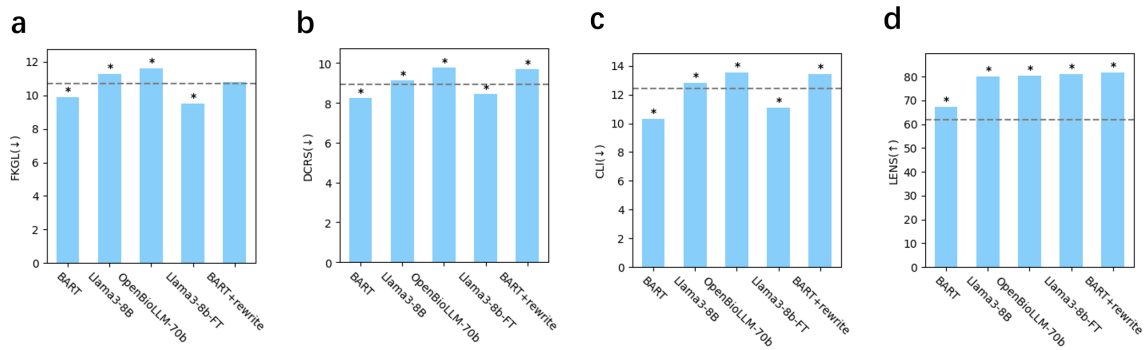 a
FKGL(↓)
12
10
8
6
4
2
0
*
*
*
*
BART
Llama3-8B
OpenBioLLM-70b
Llama3-8b-FT
BART+rewrite
b
DCRS(↓)
10
8
6
4
2
0
*
*
*
*
*
BART
Llama3-8B
OpenBioLLM-70b
Llama3-8b-FT
BART+rewrite
c
CLI(↓)
14
12
10
8
6
4
2
0
*
*
*
*
*
BART
Llama3-8B
OpenBioLLM-70b
Llama3-8b-FT
BART+rewrite
d
LENS(↑)
80
70
60
50
40
30
20
10
0
*
*
*
*
*
BART
Llama3-8B
OpenBioLLM-70b
Llama3-8b-FT
BART+rewrite